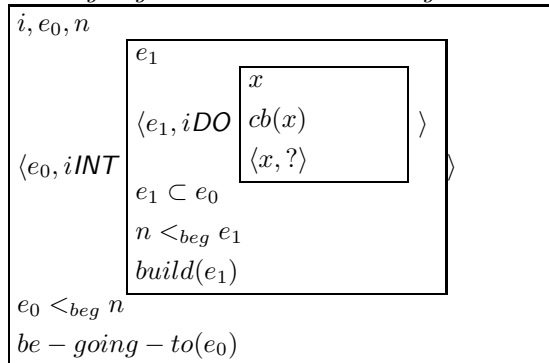 i, e₀, n
e₁
x
⟨e₁, iDO cb(x) ⟩
⟨x, ?⟩
⟨e₀, iINT ⟩
e₁ ⊂ e₀
n <beg e₁
build(e₁)
e₀ <beg n
be − going − to(e₀)